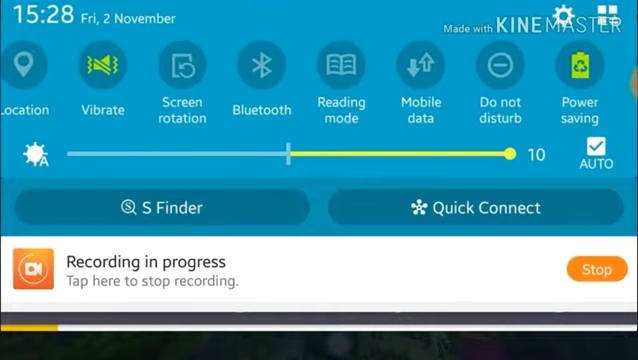 15:28 Fri, 2 November
Made with KINEMASTER
Location
Vibrate
Screen
rotation
Bluetooth
Reading
mode
Mobile
data
Do not
disturb
Power
saving
A
10
AUTO
S Finder
Quick Connect
Recording in progress
Tap here to stop recording.
Stop